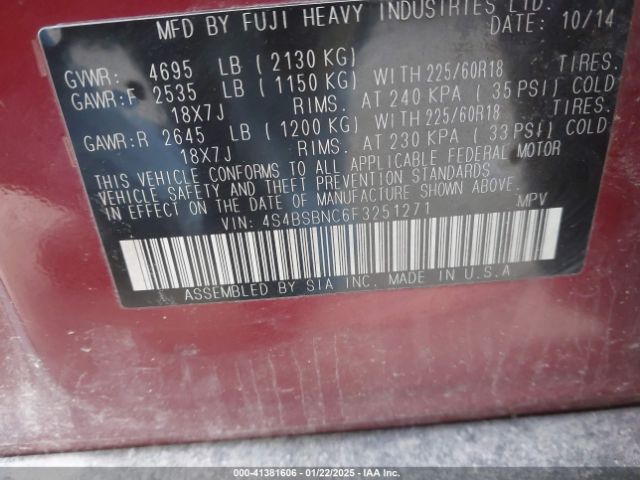 MFD BY FUJI HEAVY INDUSTRIES LTD.
DATE: 10/14
GVWR: 4695 LB ( 2130 KG)
GAWR:F 2535 LB ( 1150 KG) WITH 225/60R18 TIRES.
18X7J RIMS. AT 240 KPA ( 35 PSI) COLD
GAWR:R 2645 LB ( 1200 KG) WITH 225/60R18 TIRES.
18X7J RIMS. AT 230 KPA ( 33 PSI) COLD
THIS VEHICLE CONFORMS TO ALL APPLICABLE FEDERAL MOTOR
VEHICLE SAFETY AND THEFT PREVENTION STANDARDS
IN EFFECT ON THE DATE OF MANUFACTURE SHOWN ABOVE.
VIN: 4S4BSBNC6F3251271 MPV
ASSEMBLED BY SIA INC. MADE IN U.S.A
000-41381606 - 01/22/2025 - IAA Inc.